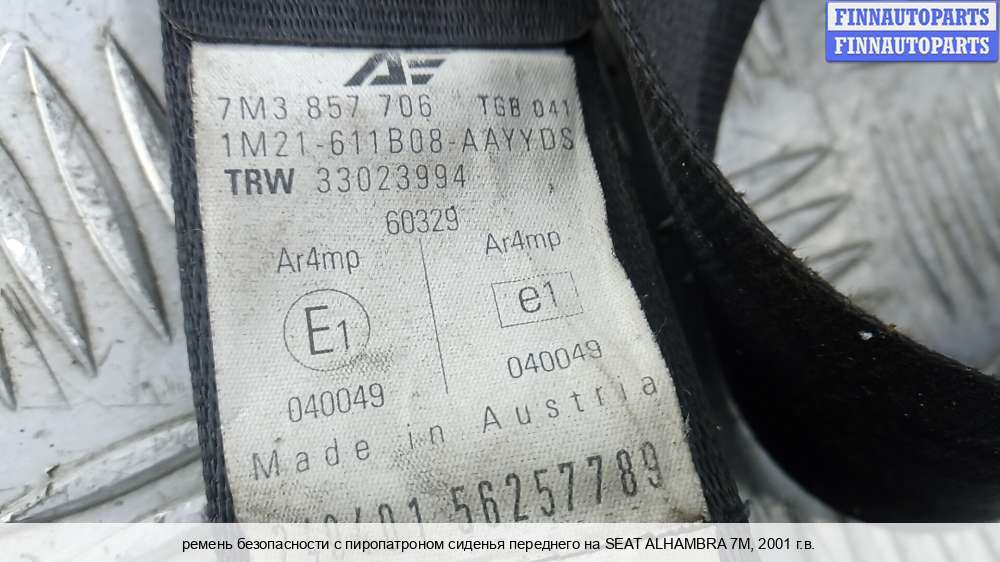 FINNAUTOPARTS
FINNAUTOPARTS
7M3 857 706 TGB 041
1M21-611B08-AAYYDS
TRW 33023994
60329
Ar4mp Ar4mp
E1 e1
040049 040049
Made in Austria
56257789
ремень безопасности с пиропатроном сиденья переднего на SEAT ALHAMBRA 7M, 2001 г.в.